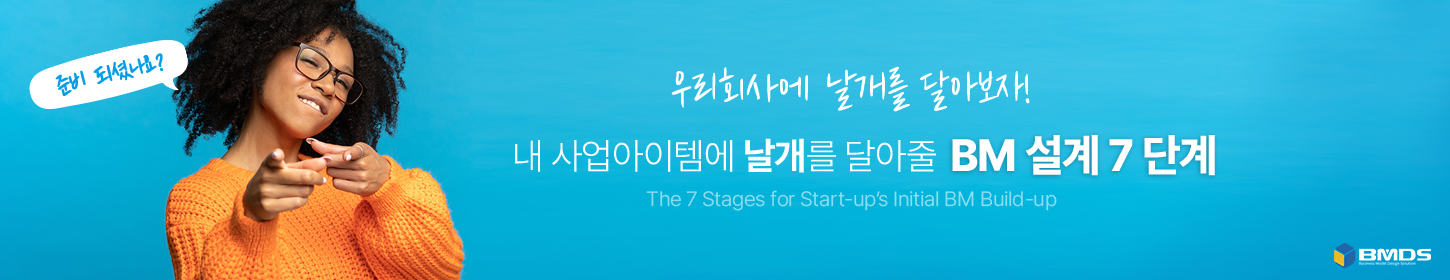 준비 되셨나요?
우리회사에 날개를 달아보자!
내 사업아이템에 날개를 달아줄 BM 설계 7 단계
The 7 Stages for Start-up's Initial BM Build-up
BMDS
Business Model Design Solution